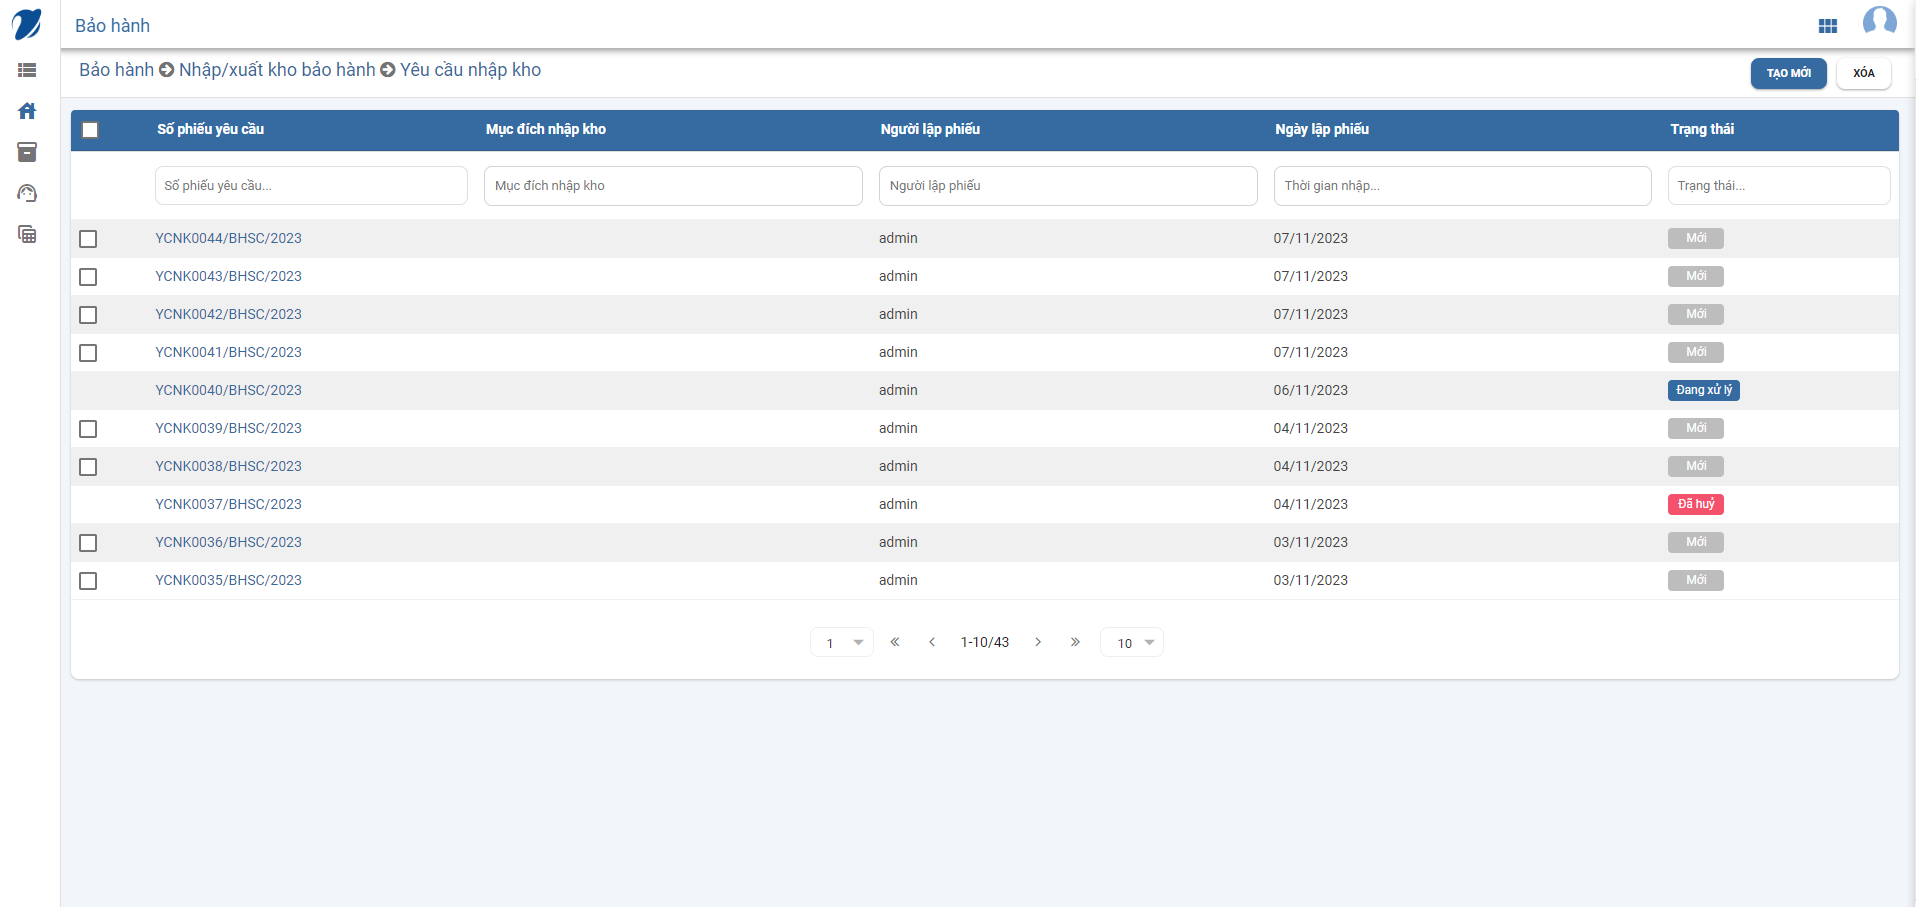 Bảo hành
Bảo hành Nhập/xuất kho bảo hành Yêu cầu nhập kho
TẠO MỚI XÓA
Số phiếu yêu cầu Mục đích nhập kho Người lập phiếu Ngày lập phiếu Trạng thái
Số phiếu yêu cầu... Mục đích nhập kho Người lập phiếu Thời gian nhập... Trạng thái...
YCNK0044/BHSC/2023 admin 07/11/2023 Mới
YCNK0043/BHSC/2023 admin 07/11/2023 Mới
YCNK0042/BHSC/2023 admin 07/11/2023 Mới
YCNK0041/BHSC/2023 admin 07/11/2023 Mới
YCNK0040/BHSC/2023 admin 06/11/2023 Đang xử lý
YCNK0039/BHSC/2023 admin 04/11/2023 Mới
YCNK0038/BHSC/2023 admin 04/11/2023 Mới
YCNK0037/BHSC/2023 admin 04/11/2023 Đã huỷ
YCNK0036/BHSC/2023 admin 03/11/2023 Mới
YCNK0035/BHSC/2023 admin 03/11/2023 Mới
1 « ‹ 1-10/43 › » 10